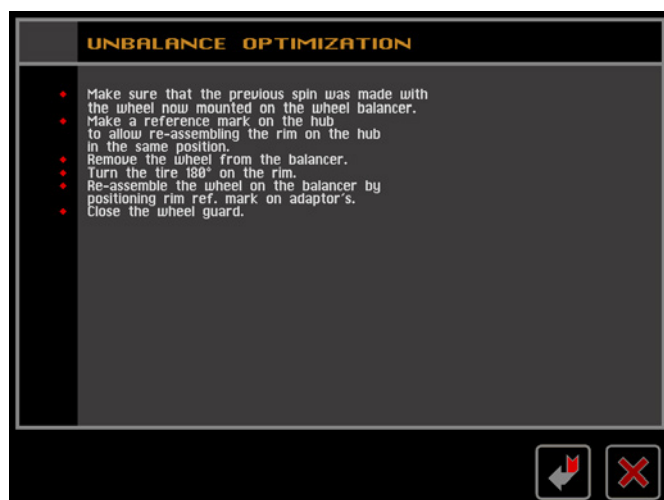 UNBALANCE OPTIMIZATION
Make sure that the previous spin was made with
the wheel now mounted on the wheel balancer.
Make a reference mark on the hub
to allow re-assembling the rim on the hub
in the same position.
Remove the wheel from the balancer.
Turn the tire 180° on the rim.
Re-assemble the wheel on the balancer by
positioning rim ref. mark on adaptor's.
Close the wheel guard.